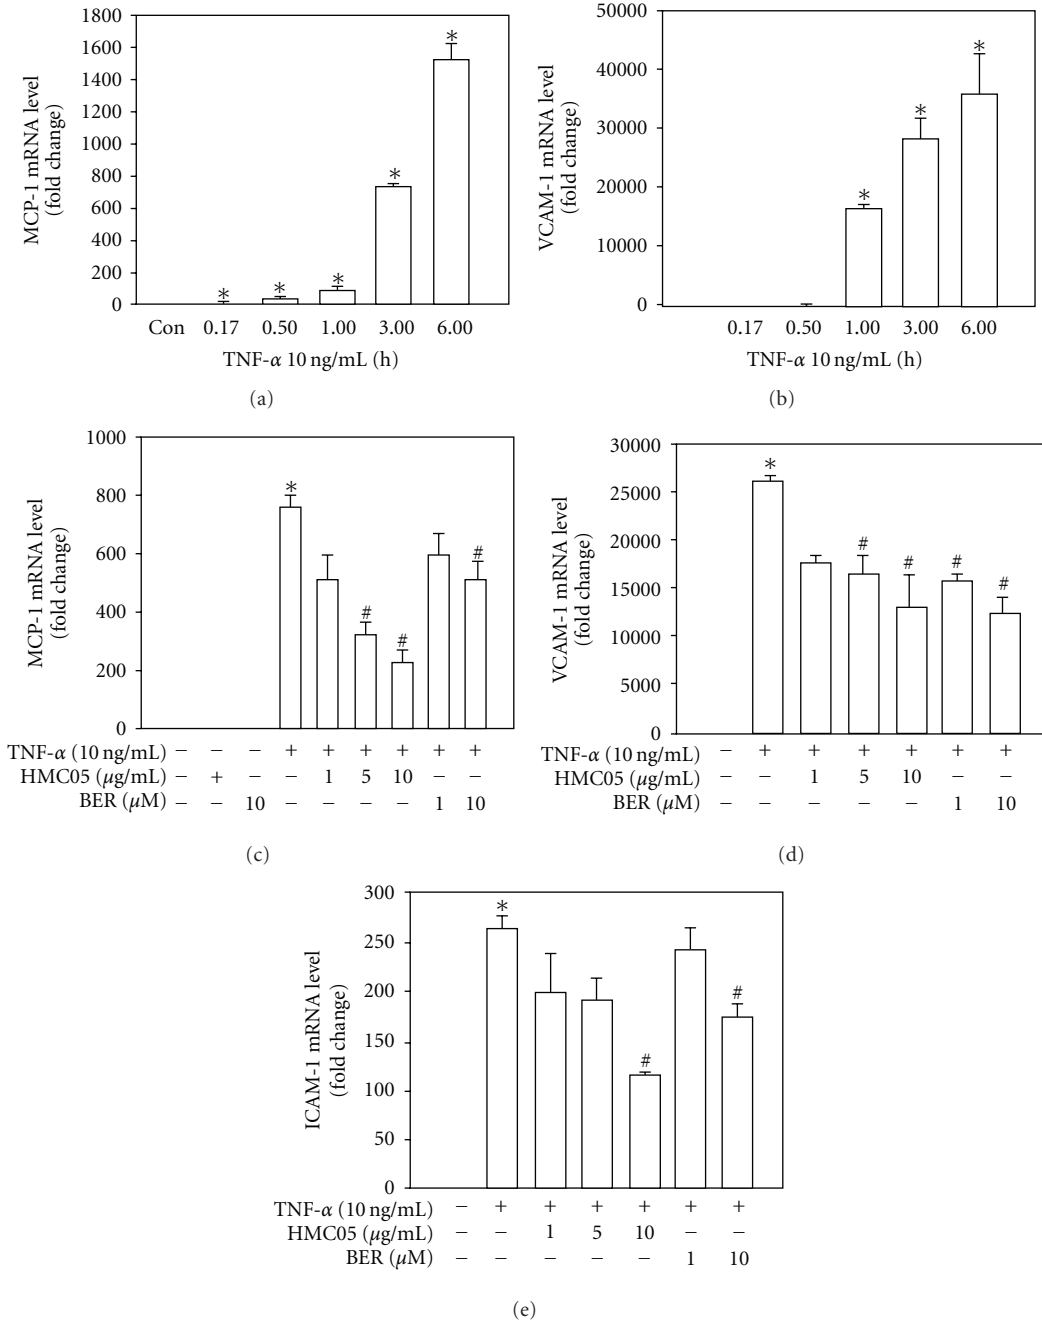 1800
1600
1400
1200
1000
800
600
400
200
0
MCP-1 mRNA level
(fold change)
* * * * *
Con 0.17 0.50 1.00 3.00 6.00
TNF-α 10 ng/mL (h)
(a)
50000
40000
30000
20000
10000
0
VCAM-1 mRNA level
(fold change)
* * *
0.17 0.50 1.00 3.00 6.00
TNF-α 10 ng/mL (h)
(b)
1000
800
600
400
200
0
MCP-1 mRNA level
(fold change)
* # # #
TNF-α (10 ng/mL) − − − + + + + + +
HMC05 (μg/mL) − + − − 1 5 10 − −
BER (μM) − − 10 − − − − 1 10
(c)
30000
25000
20000
15000
10000
5000
0
VCAM-1 mRNA level
(fold change)
* # # # #
TNF-α (10 ng/mL) − + + + + + +
HMC05 (μg/mL) − − 1 5 10 − −
BER (μM) − − − − − 1 10
(d)
300
250
200
150
100
50
0
ICAM-1 mRNA level
(fold change)
* # #
TNF-α (10 ng/mL) − + + + + + +
HMC05 (μg/mL) − − 1 5 10 − −
BER (μM) − − − − − 1 10
(e)